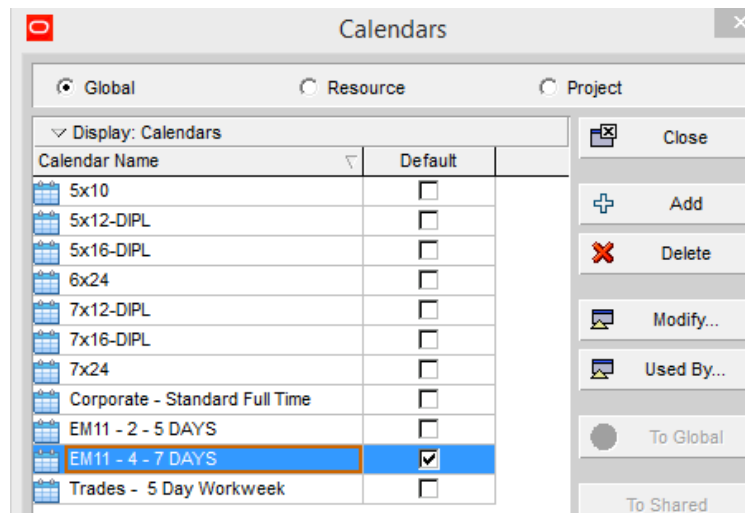 Calendars
Global Resource Project
Display: Calendars
Calendar Name Default
5x10
5x12-DIPL
5x16-DIPL
6x24
7x12-DIPL
7x16-DIPL
7x24
Corporate - Standard Full Time
EM11 - 2 - 5 DAYS
EM11 - 4 - 7 DAYS
Trades - 5 Day Workweek
Close
Add
Delete
Modify...
Used By...
To Global
To Shared